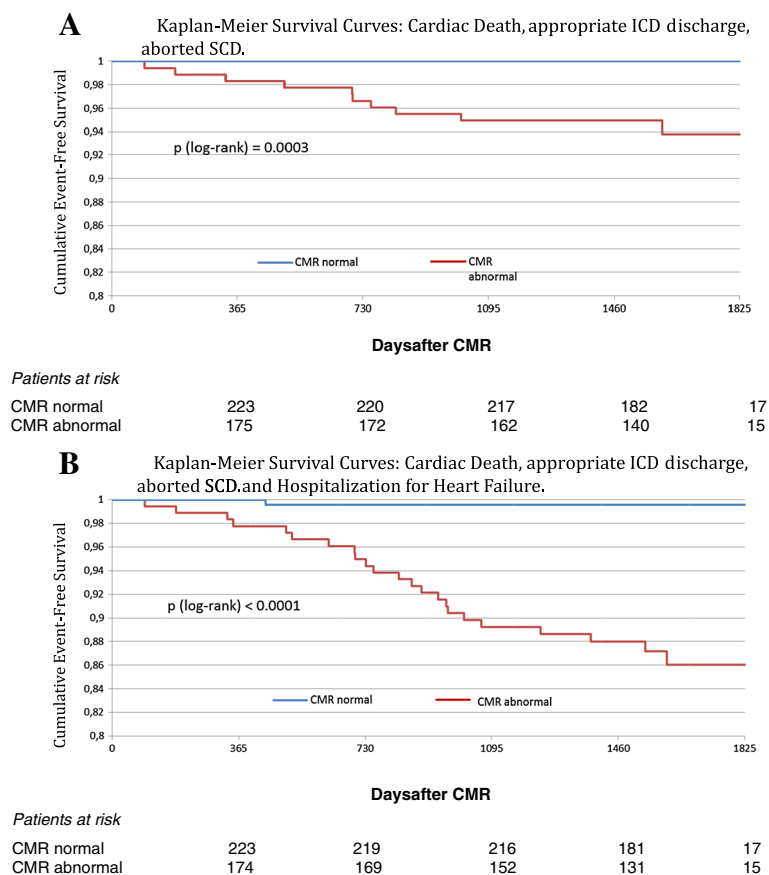 A
Kaplan-Meier Survival Curves: Cardiac Death, appropriate ICD discharge,
aborted SCD.
Cumulative Event-Free Survival
1
0,98
0,96
0,94
0,92
0,9
0,88
0,86
0,84
0,82
0,8
p (log-rank) = 0.0003
CMR normal
CMR
abnormal
0 365 730 1095 1460 1825
Daysafter CMR
Patients at risk
CMR normal 223 220 217 182 17
CMR abnormal 175 172 162 140 15
B
Kaplan-Meier Survival Curves: Cardiac Death, appropriate ICD discharge,
aborted SCD.and Hospitalization for Heart Failure.
Cumulative Event-Free Survival
1
0,98
0,96
0,94
0,92
0,9
0,88
0,86
0,84
0,82
0,8
p (log-rank) < 0.0001
CMR normal
CMR abnormal
0 365 730 1095 1460 1825
Daysafter CMR
Patients at risk
CMR normal 223 219 216 181 17
CMR abnormal 174 169 152 131 15